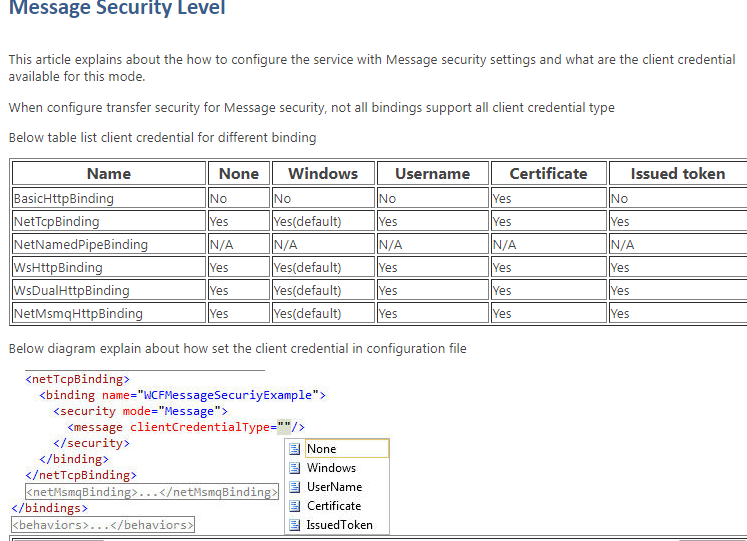 Message Security Level
This article explains about the how to configure the service with Message security settings and what are the client credential
available for this mode.
When configure transfer security for Message security, not all bindings support all client credential type
Below table list client credential for different binding
Name None Windows Username Certificate Issued token
BasicHttpBinding No No No Yes No
NetTcpBinding Yes Yes(default) Yes Yes Yes
NetNamedPipeBinding N/A N/A N/A N/A N/A
WsHttpBinding Yes Yes(default) Yes Yes Yes
WsDualHttpBinding Yes Yes(default) Yes Yes Yes
NetMsmqHttpBinding Yes Yes(default) Yes Yes Yes
Below diagram explain about how set the client credential in configuration file
<netTcpBinding>
<binding name="WCFMessageSecuriyExample">
<security mode="Message">
<message clientCredentialType=""/>
</security>
</binding>
</netTcpBinding>
<netMsmqBinding>...</netMsmqBinding>
</bindings>
<behaviors>...</behaviors>
None
Windows
UserName
Certificate
IssuedToken